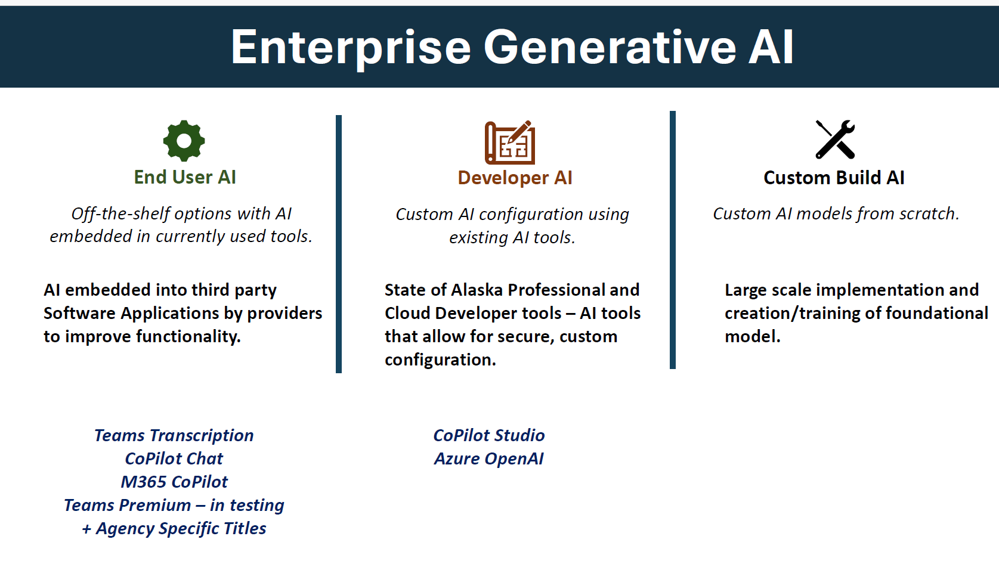 Enterprise Generative AI
End User AI
Off-the-shelf options with AI
embedded in currently used tools.
AI embedded into third party
Software Applications by providers
to improve functionality.
Teams Transcription
CoPilot Chat
M365 CoPilot
Teams Premium – in testing
+ Agency Specific Titles
Developer AI
Custom AI configuration using
existing AI tools.
State of Alaska Professional and
Cloud Developer tools – AI tools
that allow for secure, custom
configuration.
CoPilot Studio
Azure OpenAI
Custom Build AI
Custom AI models from scratch.
Large scale implementation and
creation/training of foundational
model.